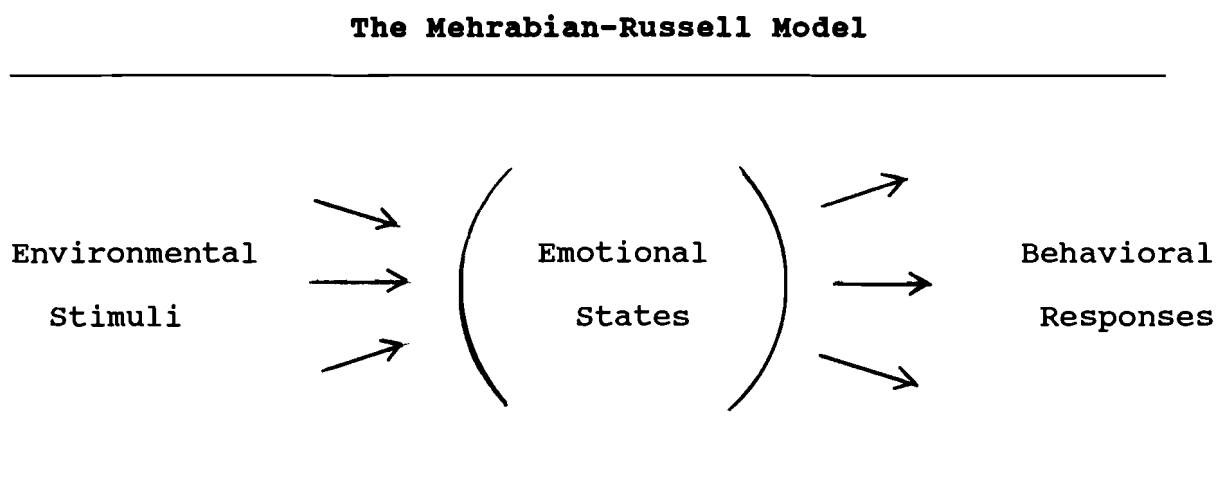 The Mehrabian-Russell Model
Environmental
Stimuli
Emotional
States
Behavioral
Responses